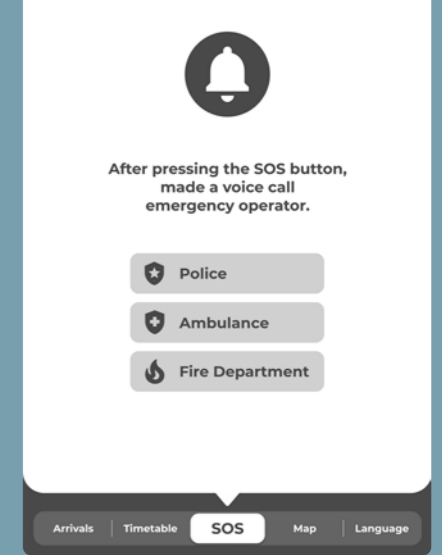 After pressing the SOS button,
made a voice call
emergency operator.
Police
Ambulance
Fire Department
Arrivals
Timetable
SOS
Map
Language